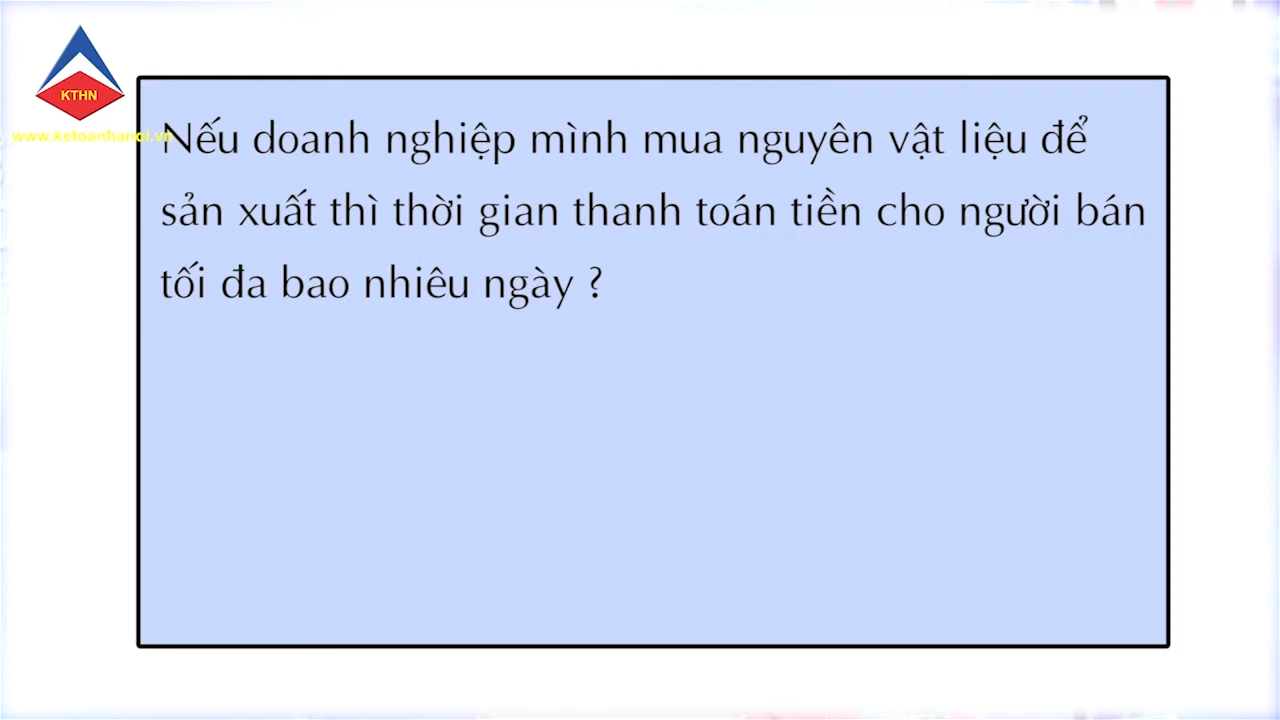 KTHN
www.ketoanhanoi.vn
Nếu doanh nghiệp mình mua nguyên vật liệu để
sản xuất thì thời gian thanh toán tiền cho người bán
tối đa bao nhiêu ngày ?